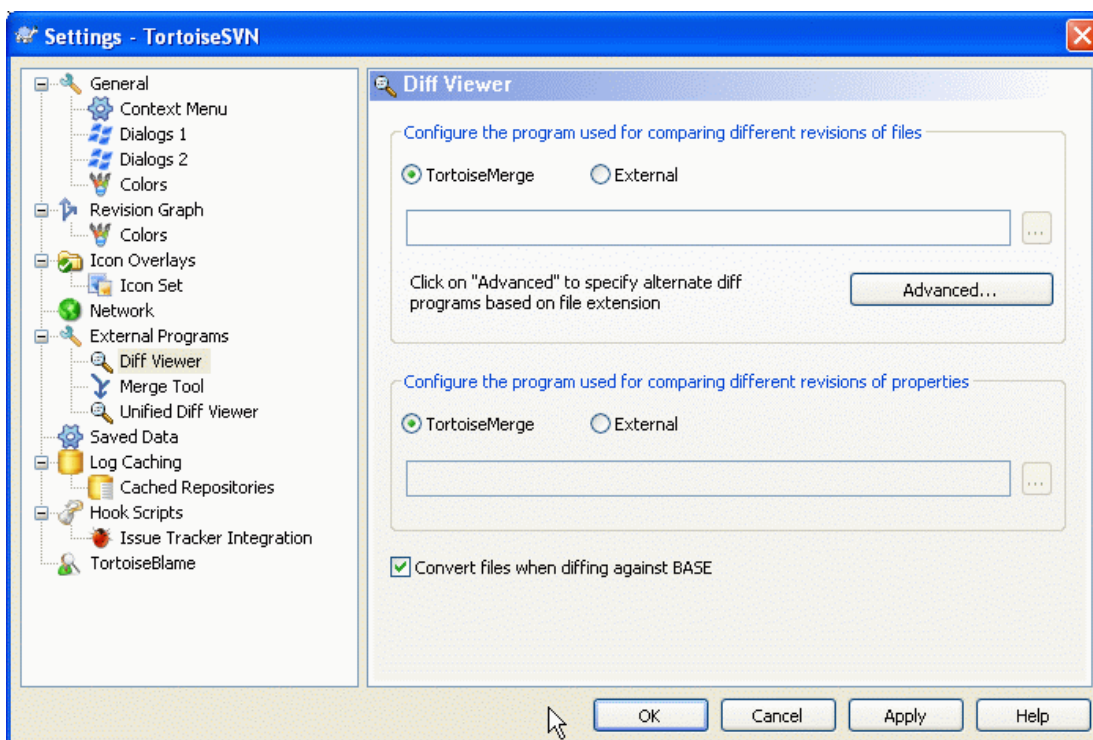 Settings - TortoiseSVN
General
Context Menu
Dialogs 1
Dialogs 2
Colors
Revision Graph
Colors
Icon Overlays
Icon Set
Network
External Programs
Diff Viewer
Merge Tool
Unified Diff Viewer
Saved Data
Log Caching
Cached Repositories
Hook Scripts
Issue Tracker Integration
TortoiseBlame
Diff Viewer
Configure the program used for comparing different revisions of files
TortoiseMerge External
...
Click on "Advanced" to specify alternate diff
programs based on file extension
Advanced...
Configure the program used for comparing different revisions of properties
TortoiseMerge External
...
Convert files when diffing against BASE
OK Cancel Apply Help